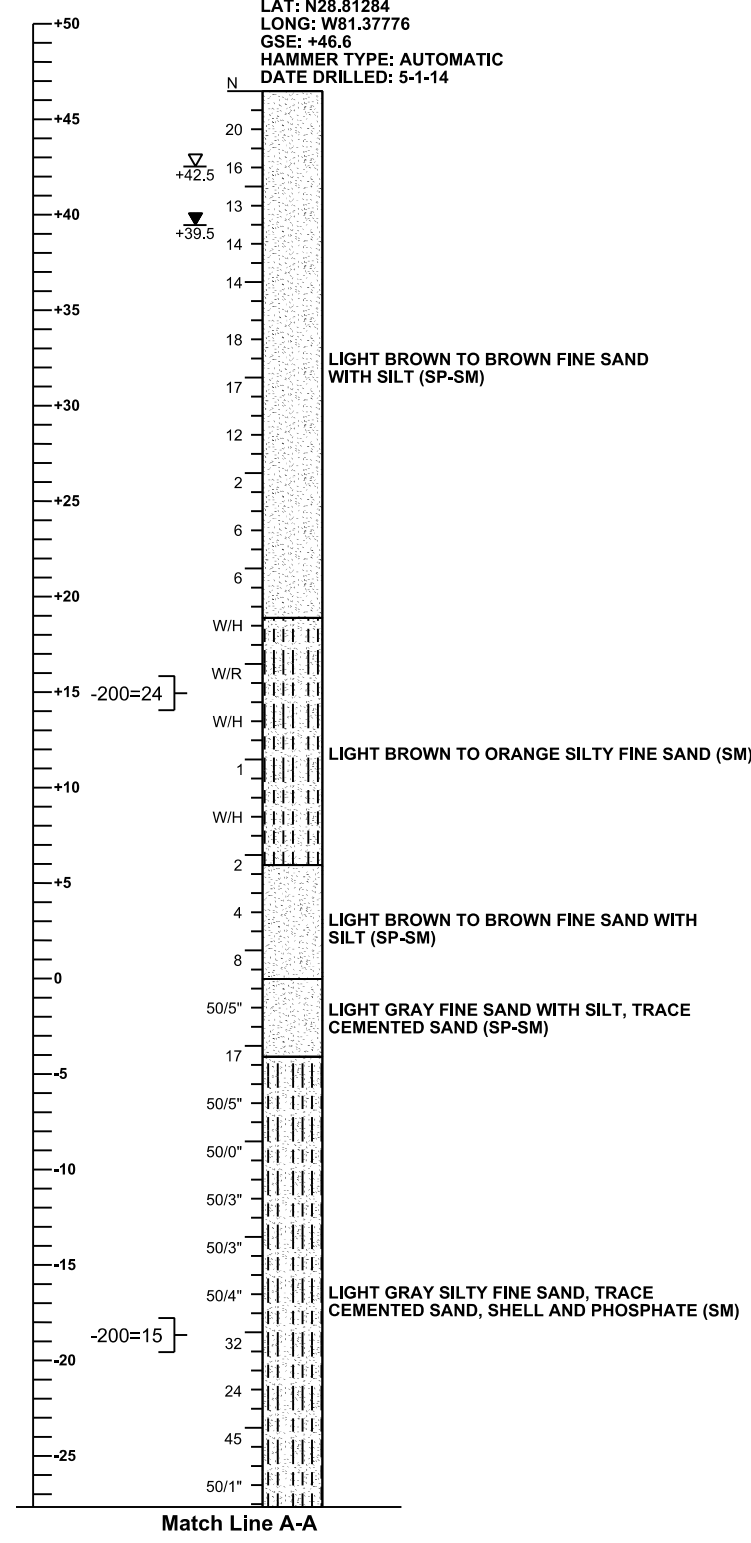 LAT: N28.81284
LONG: W81.37776
GSE: +46.6
HAMMER TYPE: AUTOMATIC
DATE DRILLED: 5-1-14
N
+50
+45
+40
+35
+30
+25
+20
+15
+10
+5
0
-5
-10
-15
-20
-25
+42.5
+39.5
-200=24
-200=15
20
16
13
14
14
18
17
12
2
6
6
W/H
W/R
W/H
1
W/H
2
4
8
50/5"
17
50/5"
50/0"
50/3"
50/3"
50/4"
32
24
45
50/1"
LIGHT BROWN TO BROWN FINE SAND
WITH SILT (SP-SM)
LIGHT BROWN TO ORANGE SILTY FINE SAND (SM)
LIGHT BROWN TO BROWN FINE SAND WITH
SILT (SP-SM)
LIGHT GRAY FINE SAND WITH SILT, TRACE
CEMENTED SAND (SP-SM)
LIGHT GRAY SILTY FINE SAND, TRACE
CEMENTED SAND, SHELL AND PHOSPHATE (SM)
Match Line A-A